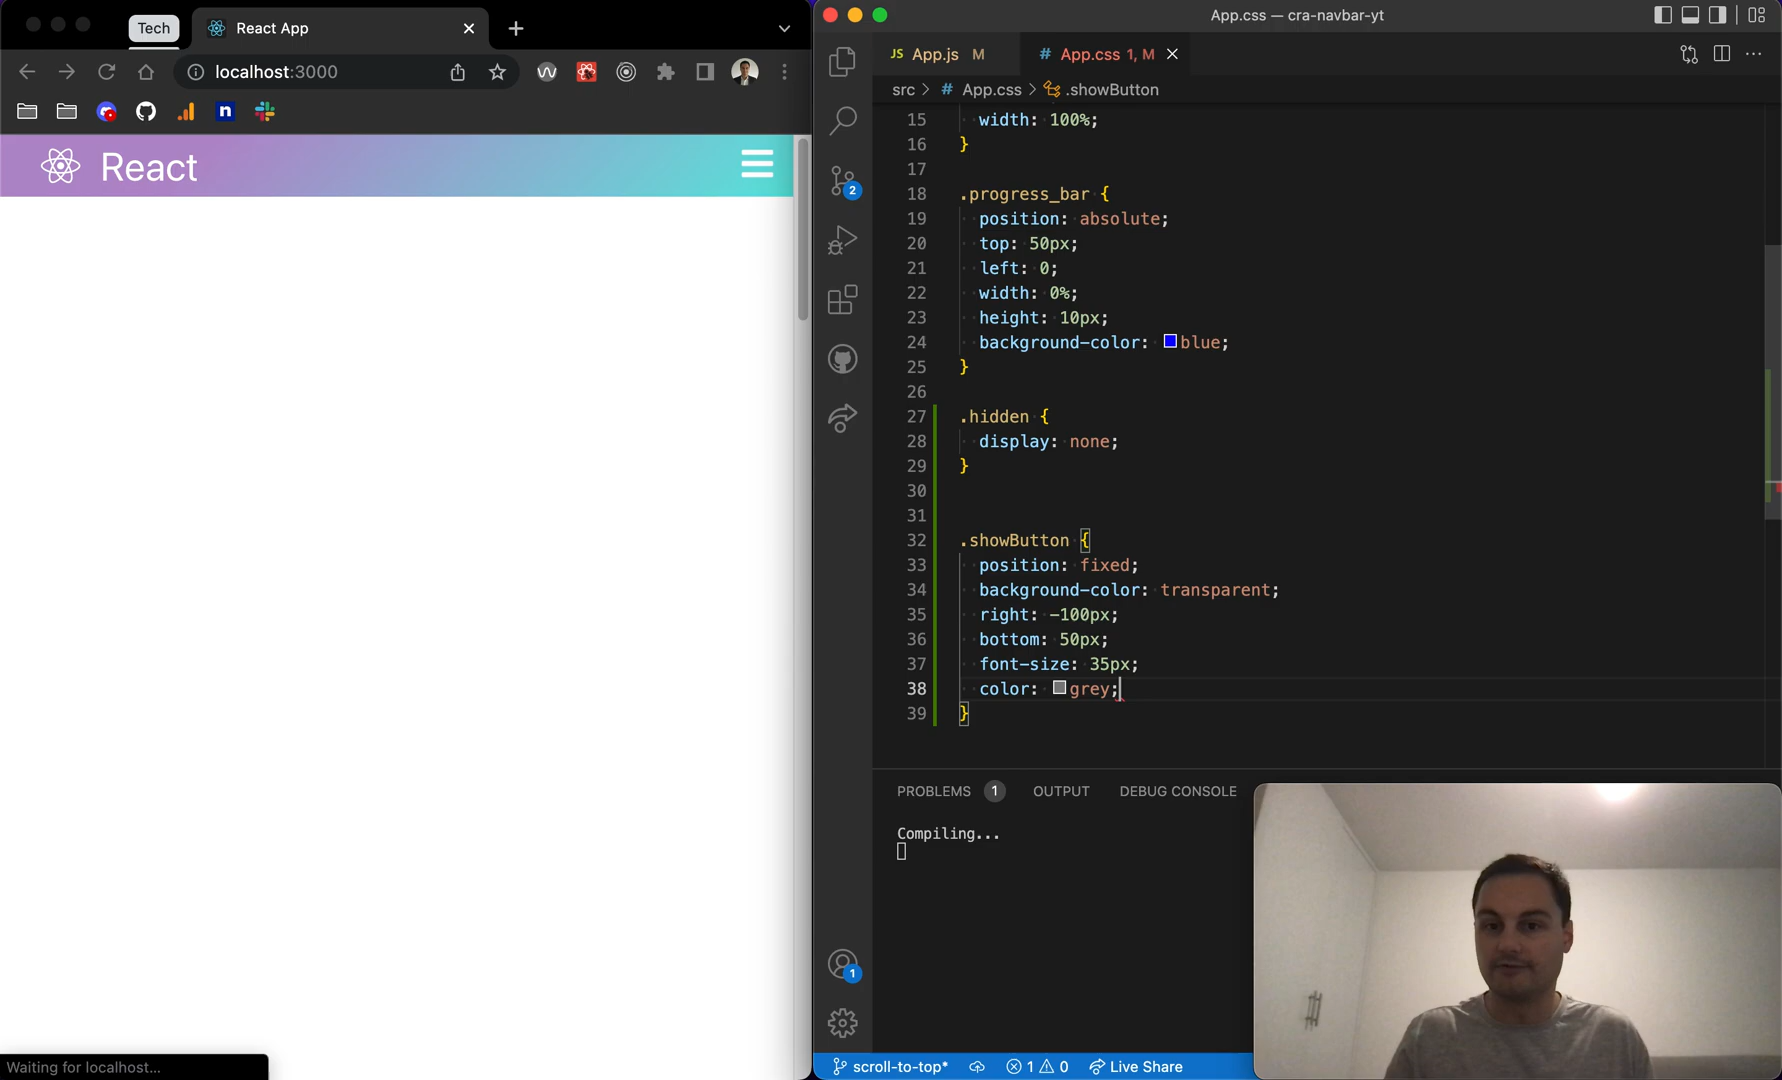 Tech
React App
localhost:3000
React
Waiting for localhost...
App.css — cra-navbar-yt
JS App.js M
# App.css 1, M
src > # App.css > .showButton
15 width: 100%;
16 }
17
18 .progress_bar {
19 position: absolute;
20 top: 50px;
21 left: 0;
22 width: 0%;
23 height: 10px;
24 background-color: blue;
25 }
26
27 .hidden {
28 display: none;
29 }
30
31
32 .showButton {
33 position: fixed;
34 background-color: transparent;
35 right: -100px;
36 bottom: 50px;
37 font-size: 35px;
38 color: grey;
39 }
2
1
PROBLEMS 1 OUTPUT DEBUG CONSOLE
Compiling...
scroll-to-top* 1 0 Live Share